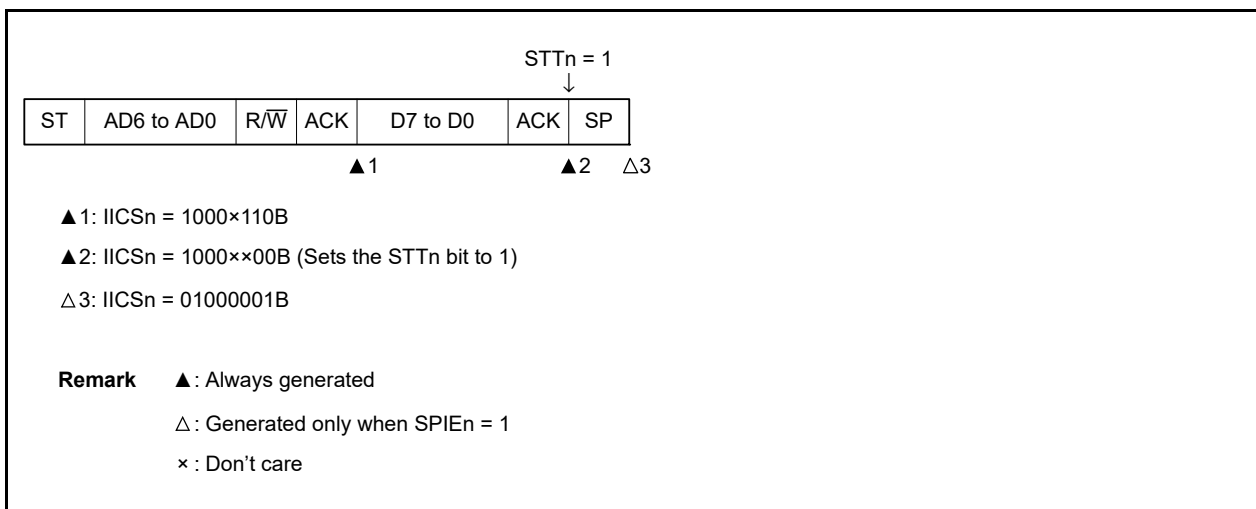 STTn = 1
↓
ST AD6 to AD0 R/W̅ ACK D7 to D0 ACK SP
▲1 ▲2 △3
▲1: IICSn = 1000×110B
▲2: IICSn = 1000××00B (Sets the STTn bit to 1)
△3: IICSn = 01000001B
Remark ▲: Always generated
△: Generated only when SPIEn = 1
×: Don't care